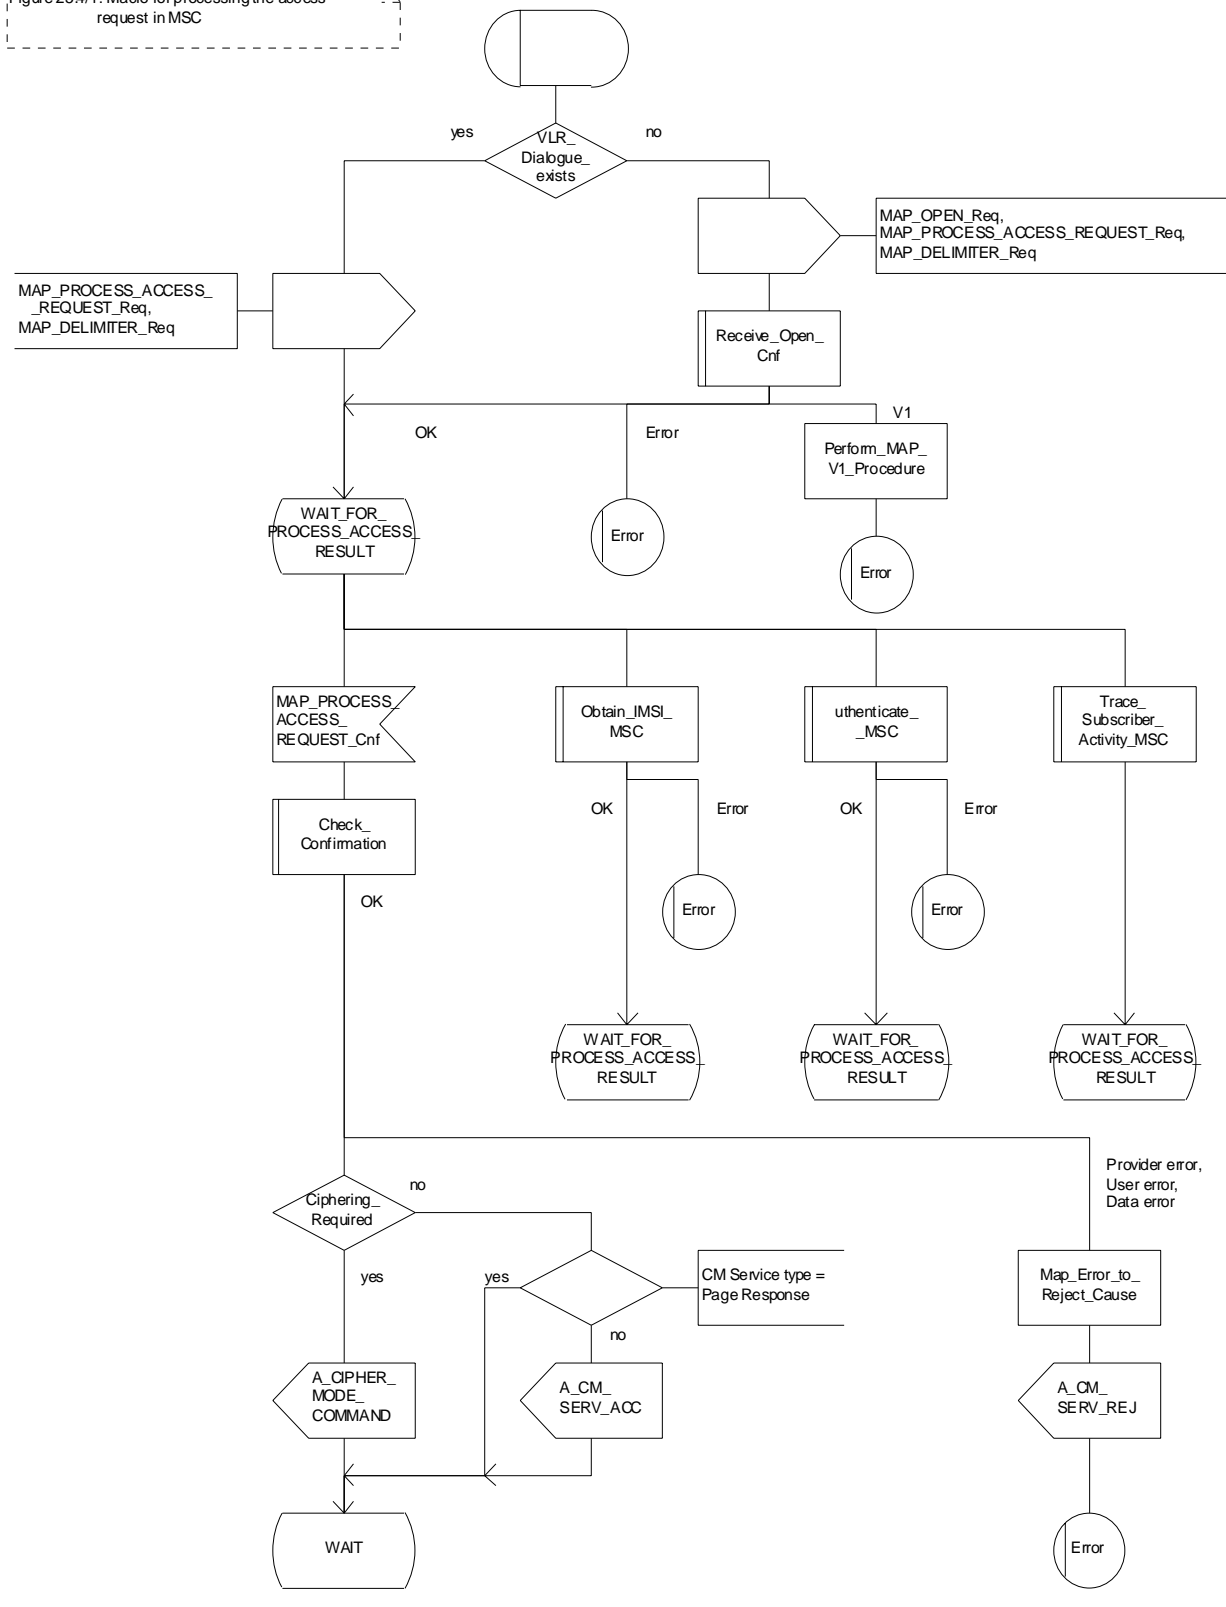 request in MSC
yes
no
VLR_
Dialogue_
exists
MAP_OPEN_Req,
MAP_PROCESS_ACCESS_REQUEST_Req,
MAP_DELIMITER_Req
MAP_PROCESS_ACCESS_
_REQUEST_Req,
MAP_DELIMITER_Req
Receive_Open_
Cnf
OK
Error
V1
Perform_MAP_
V1_Procedure
WAIT_FOR_
PROCESS_ACCESS_
RESULT
Error
Error
MAP_PROCESS_
ACCESS_
REQUEST_Cnf
Obtain_IMSI_
MSC
uthenticate_
_MSC
Trace_
Subscriber_
Activity_MSC
OK
Error
OK
Error
Check_
Confirmation
OK
Error
Error
WAIT_FOR_
PROCESS_ACCESS_
RESULT
WAIT_FOR_
PROCESS_ACCESS_
RESULT
WAIT_FOR_
PROCESS_ACCESS_
RESULT
Provider error,
User error,
Data error
Ciphering_
Required
no
yes
yes
CM Service type =
Page Response
no
Map_Error_to_
Reject_Cause
A_CIPHER_
MODE_
COMMAND
A_CM_
SERV_ACC
A_CM_
SERV_REJ
WAIT
Error